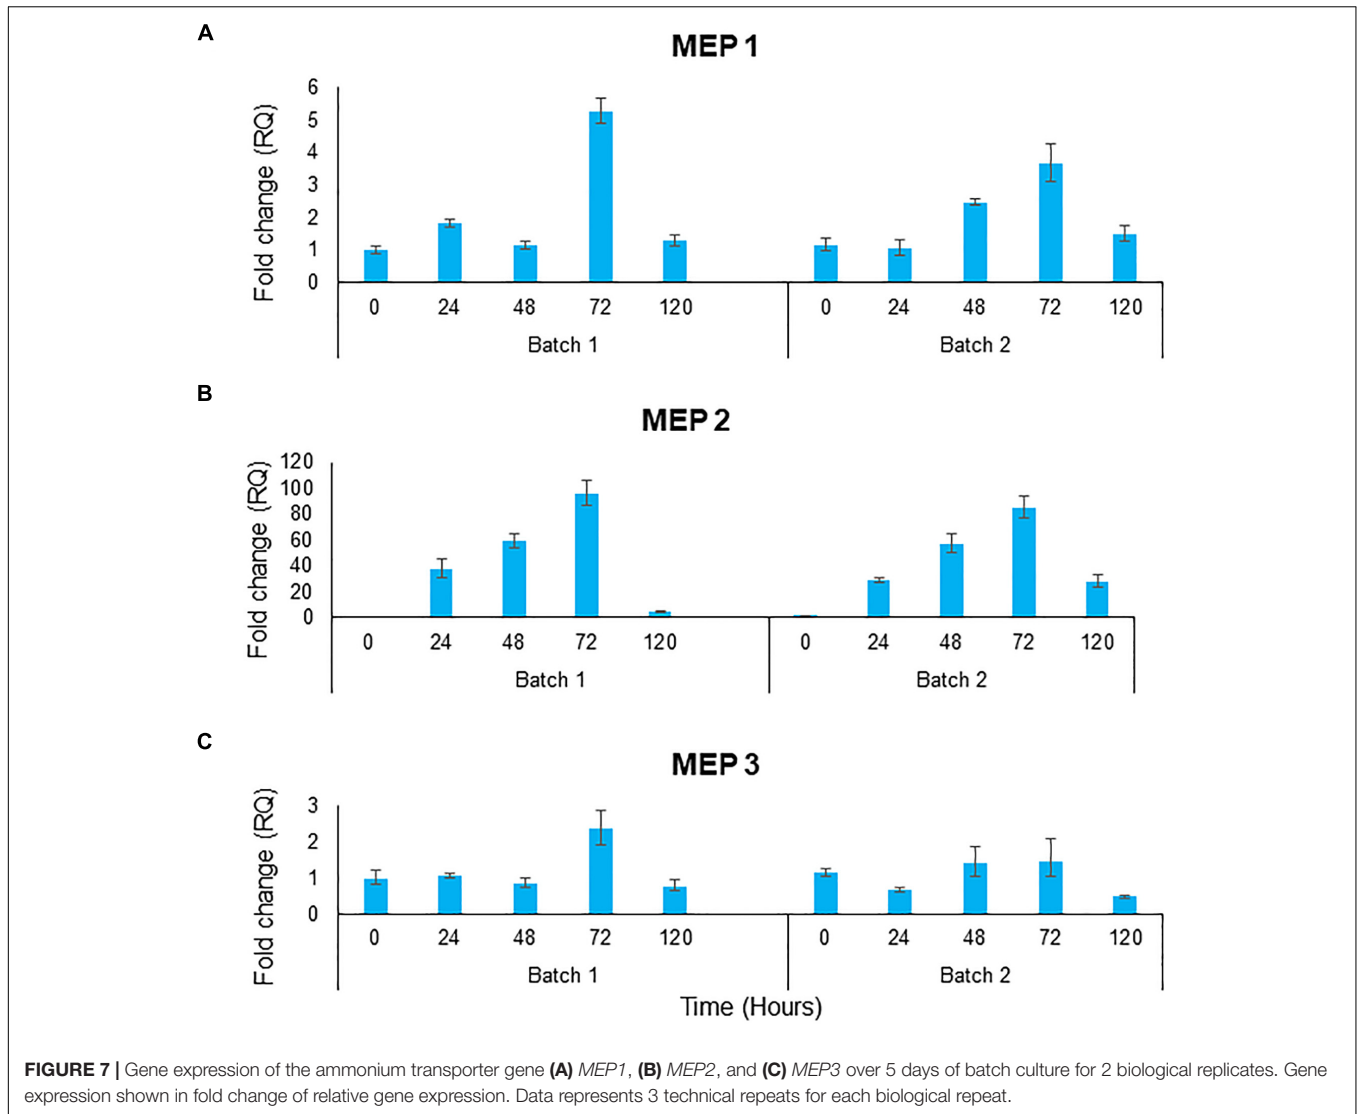 A
MEP 1
Fold change (RQ)
6
5
4
3
2
1
0
0 24 48 72 120 0 24 48 72 120
Batch 1 Batch 2
B
MEP 2
Fold change (RQ)
120
100
80
60
40
20
0
0 24 48 72 120 0 24 48 72 120
Batch 1 Batch 2
C
MEP 3
Fold change (RQ)
3
2
1
0
0 24 48 72 120 0 24 48 72 120
Batch 1 Batch 2
Time (Hours)
FIGURE 7 | Gene expression of the ammonium transporter gene (A) MEP1, (B) MEP2, and (C) MEP3 over 5 days of batch culture for 2 biological replicates. Gene
expression shown in fold change of relative gene expression. Data represents 3 technical repeats for each biological repeat.